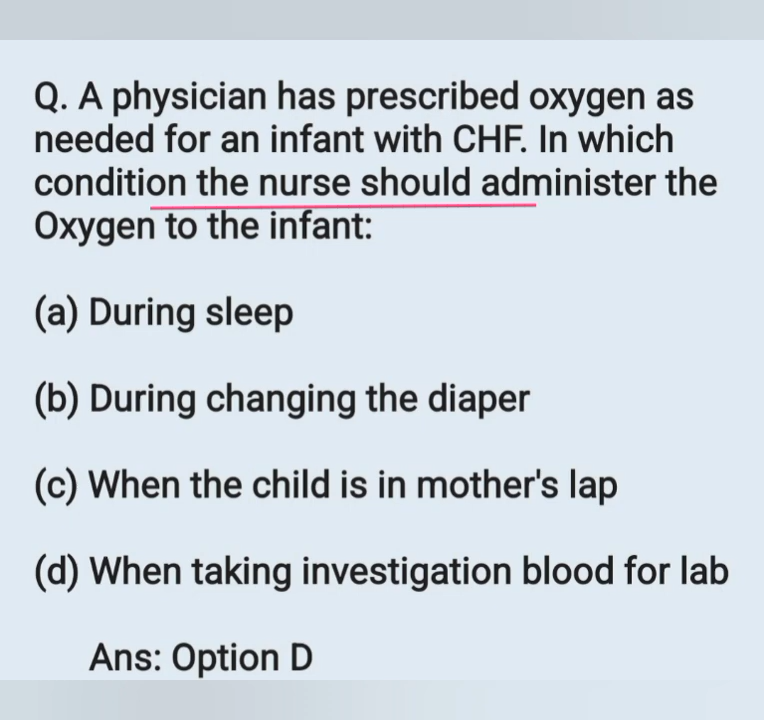 Q. A physician has prescribed oxygen as
needed for an infant with CHF. In which
condition the nurse should administer the
Oxygen to the infant:
(a) During sleep
(b) During changing the diaper
(c) When the child is in mother's lap
(d) When taking investigation blood for lab
Ans: Option D